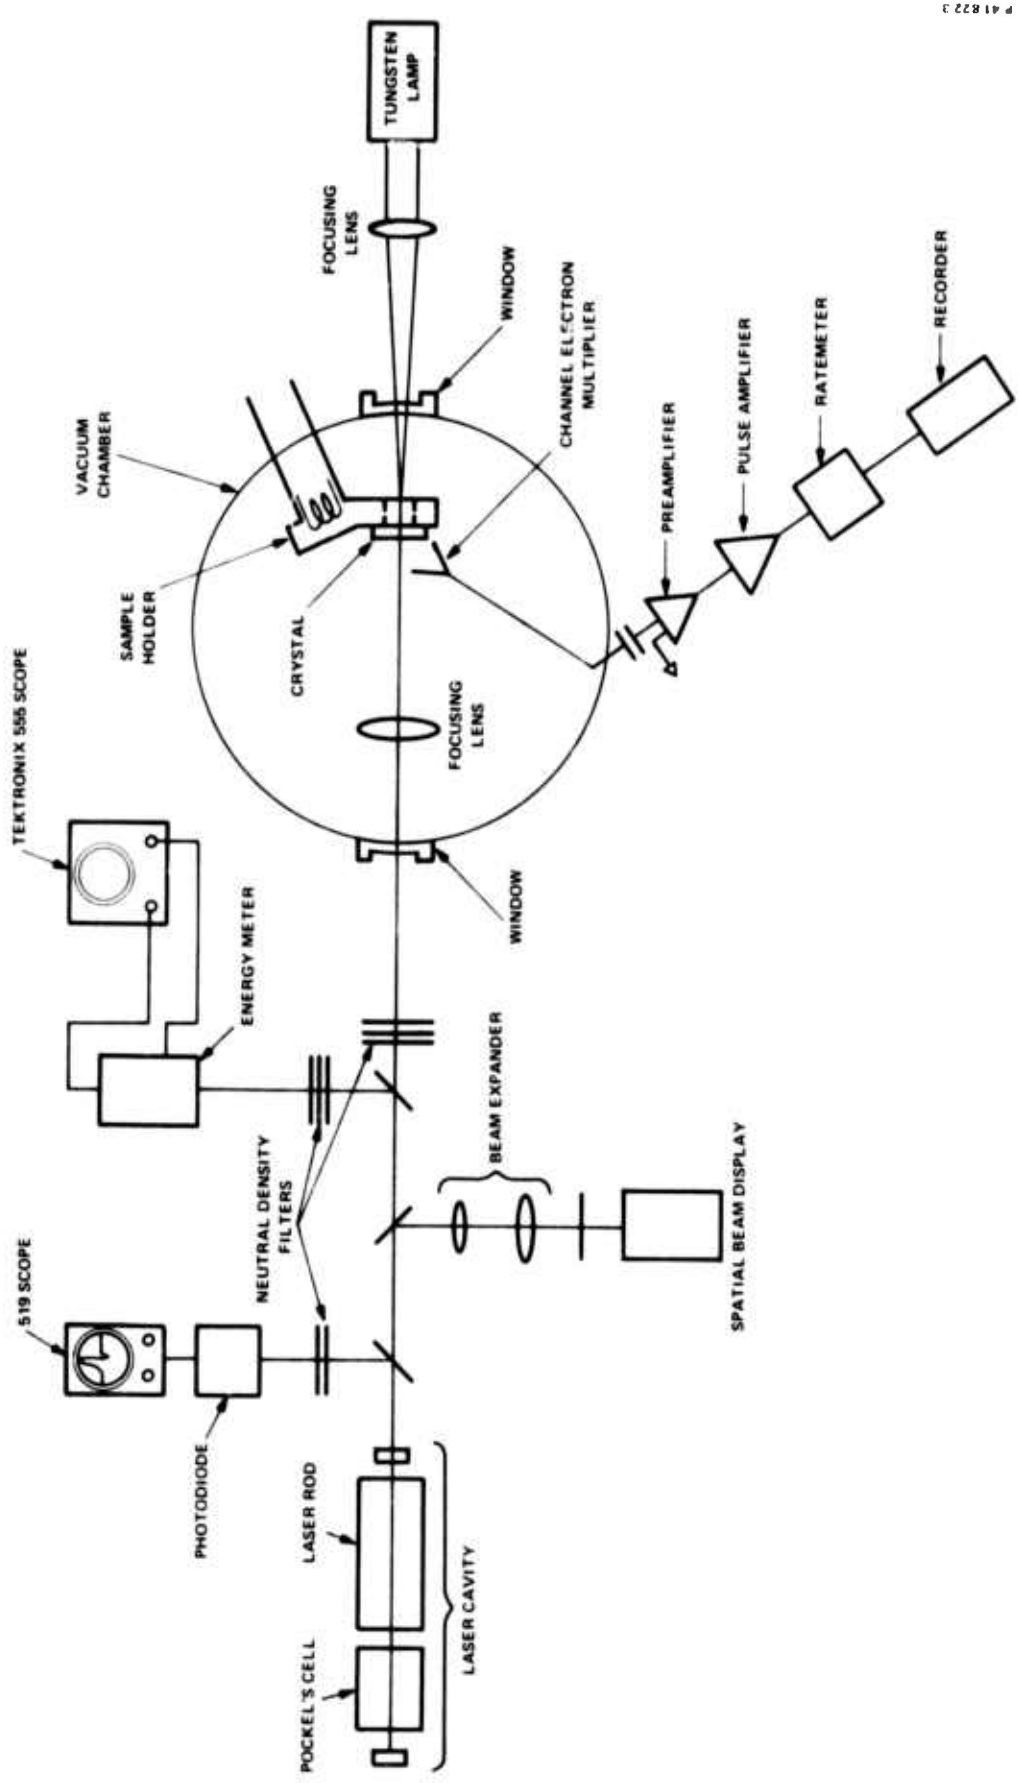 519 SCOPE
TEKTRONIX 555 SCOPE
VACUUM
CHAMBER
SAMPLE
HOLDER
CRYSTAL
FOCUSING
LENS
TUNGSTEN
LAMP
WINDOW
CHANNEL ELECTRON
MULTIPLIER
PREAMPLIFIER
PULSE AMPLIFIER
RATEMETER
RECORDER
FOCUSING
LENS
WINDOW
ENERGY METER
NEUTRAL DENSITY
FILTERS
BEAM EXPANDER
SPATIAL BEAM DISPLAY
PHOTODIODE
LASER ROD
POCKEL'S CELL
LASER CAVITY
P 41822 3